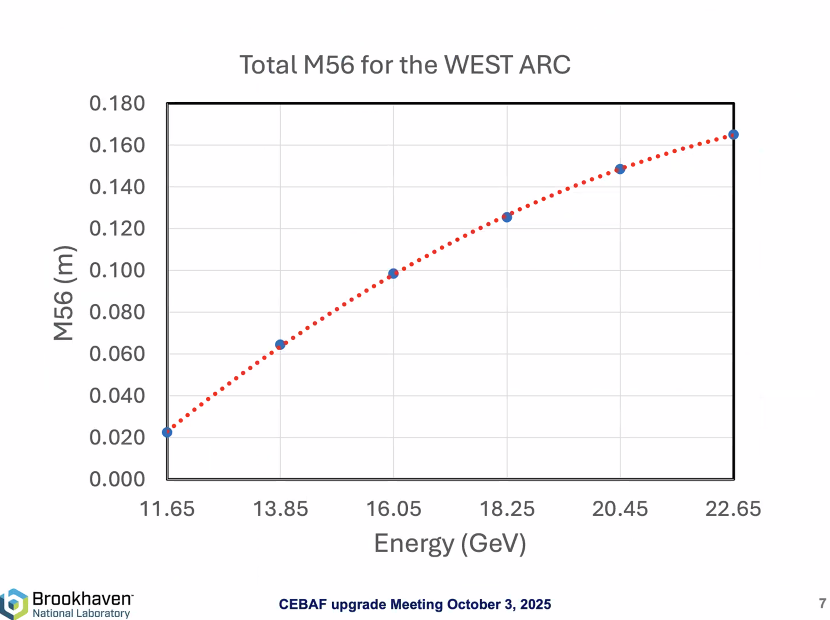 Total M56 for the WEST ARC
0.180
0.160
0.140
0.120
0.100
0.080
0.060
0.040
0.020
0.000
M56 (m)
11.65 13.85 16.05 18.25 20.45 22.65
Energy (GeV)
Brookhaven
National Laboratory
CEBAF upgrade Meeting October 3, 2025
7